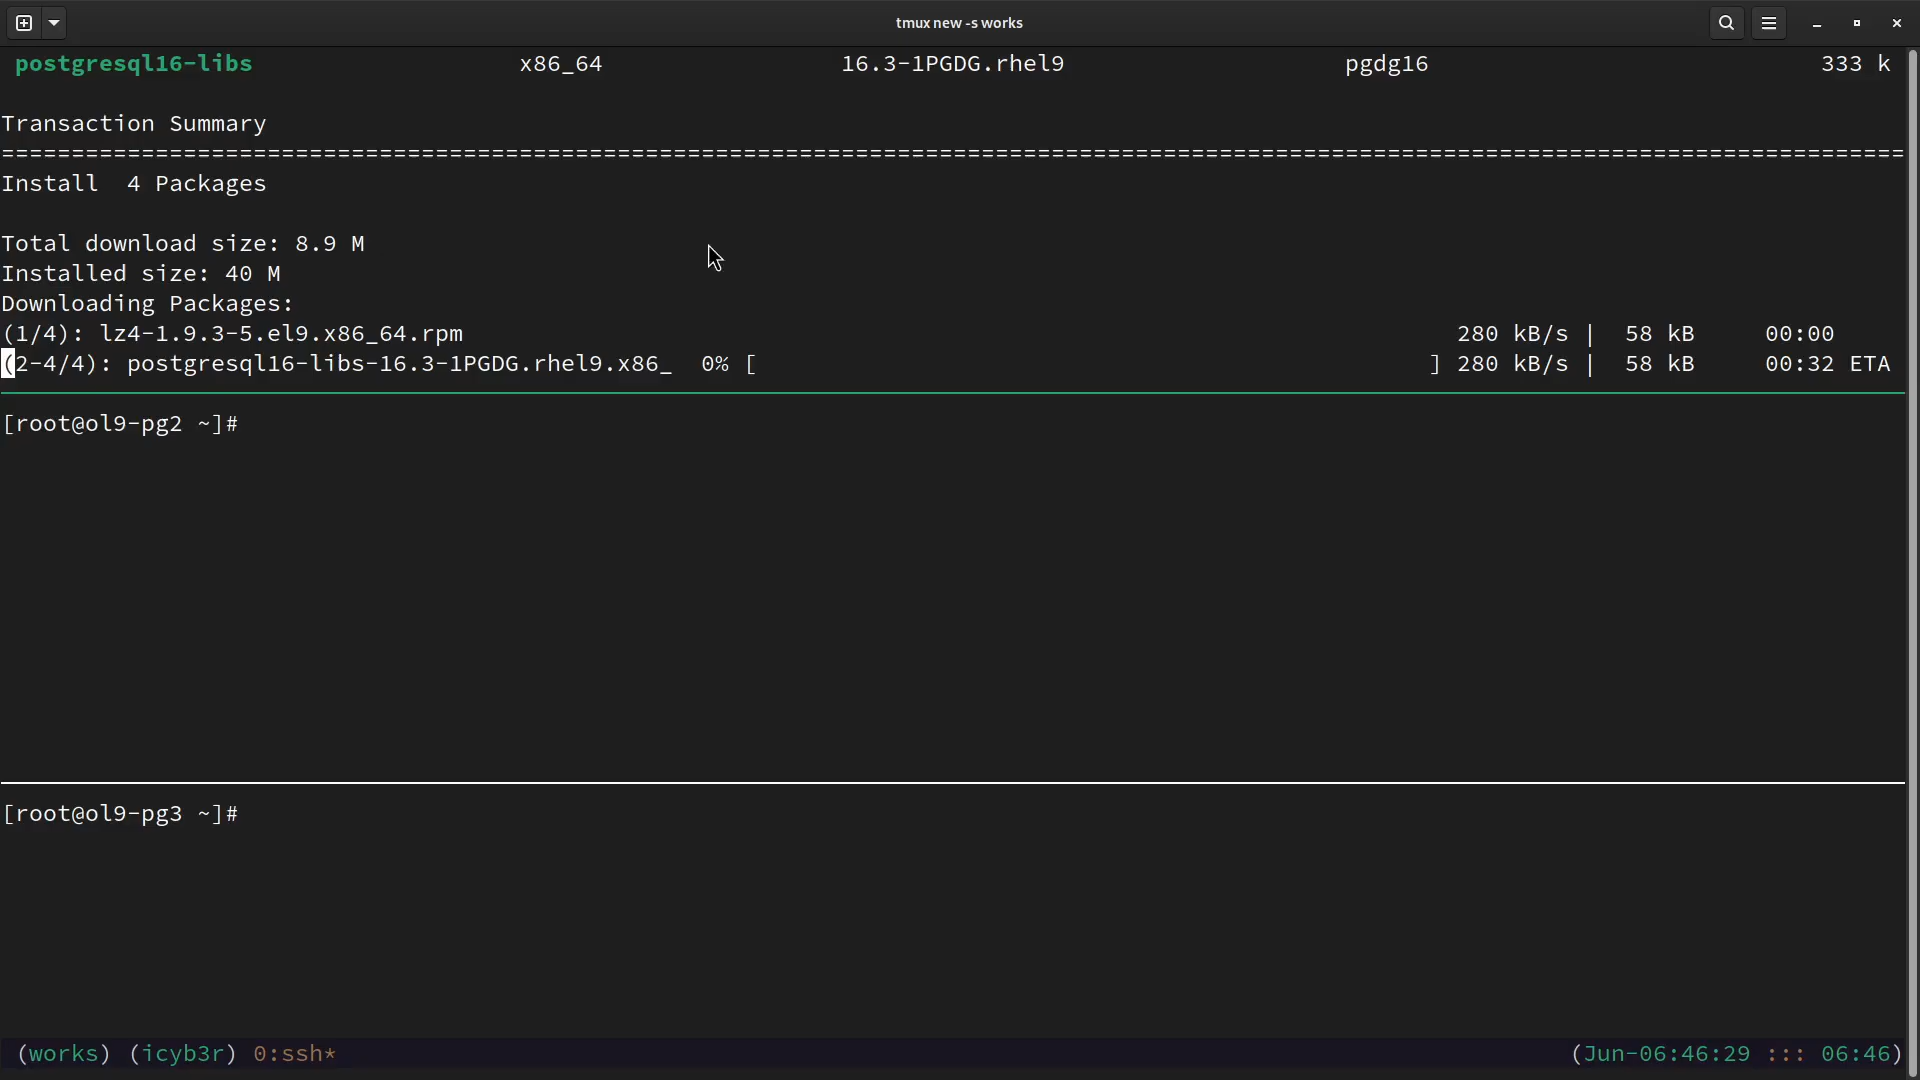 tmux new -s works
postgresql16-libs x86_64 16.3-1PGDG.rhel9 pgdg16 333 k
Transaction Summary
========================================================================================================================================
Install  4 Packages
Total download size: 8.9 M
Installed size: 40 M
Downloading Packages:
(1/4): lz4-1.9.3-5.el9.x86_64.rpm 280 kB/s |  58 kB     00:00
(2-4/4): postgresql16-libs-16.3-1PGDG.rhel9.x86_  0% [ ] 280 kB/s |  58 kB     00:32 ETA
[root@ol9-pg2 ~]#
[root@ol9-pg3 ~]#
(works) (icyb3r) 0:ssh* (Jun-06:46:29 ::: 06:46)